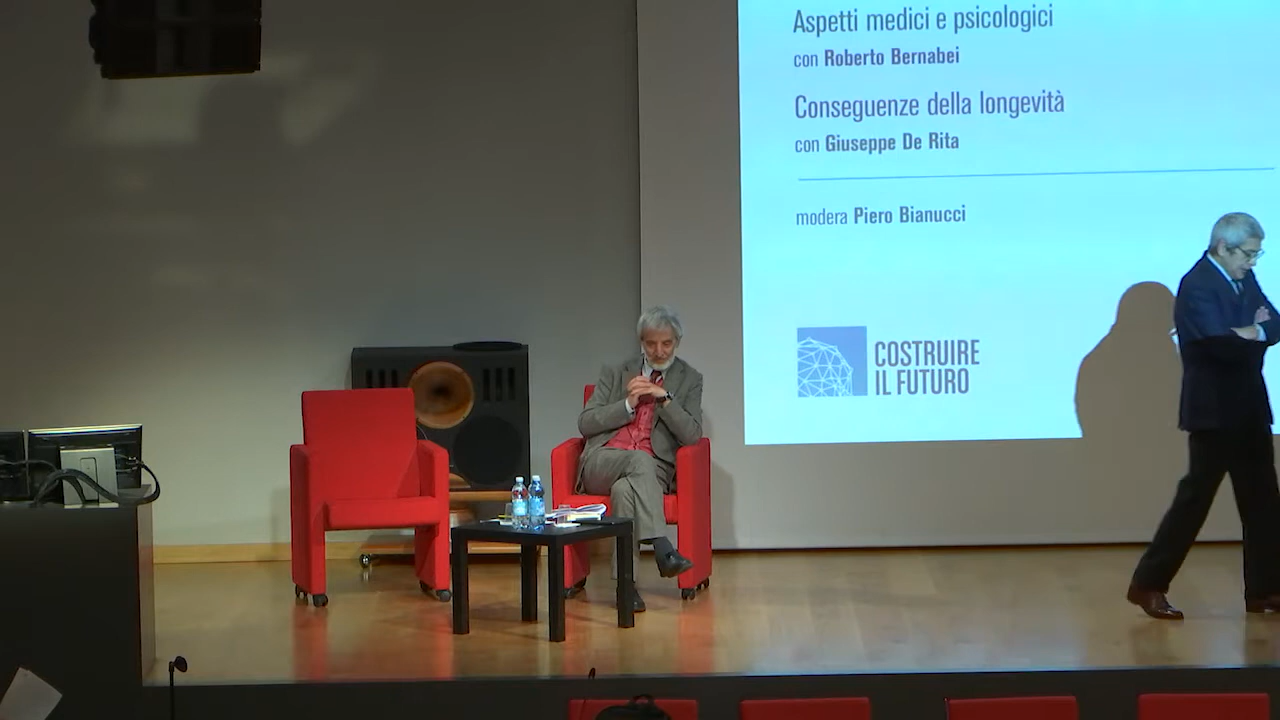 Aspetti medici e psicologici
con Roberto Bernabei
Conseguenze della longevità
con Giuseppe De Rita
modera Piero Bianucci
COSTRUIRE
IL FUTURO